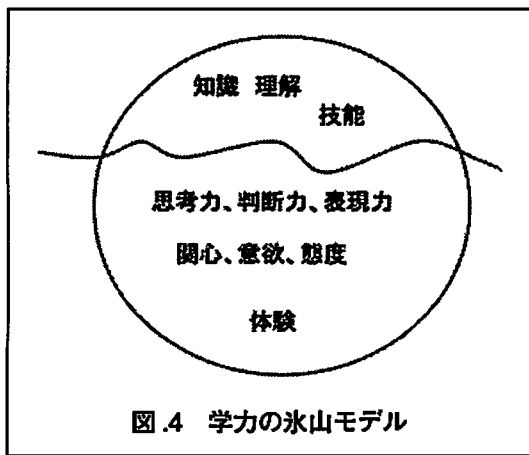 知識 理解
技能
思考力、判断力、表現力
関心、意欲、態度
体験
図.4 学力の氷山モデル